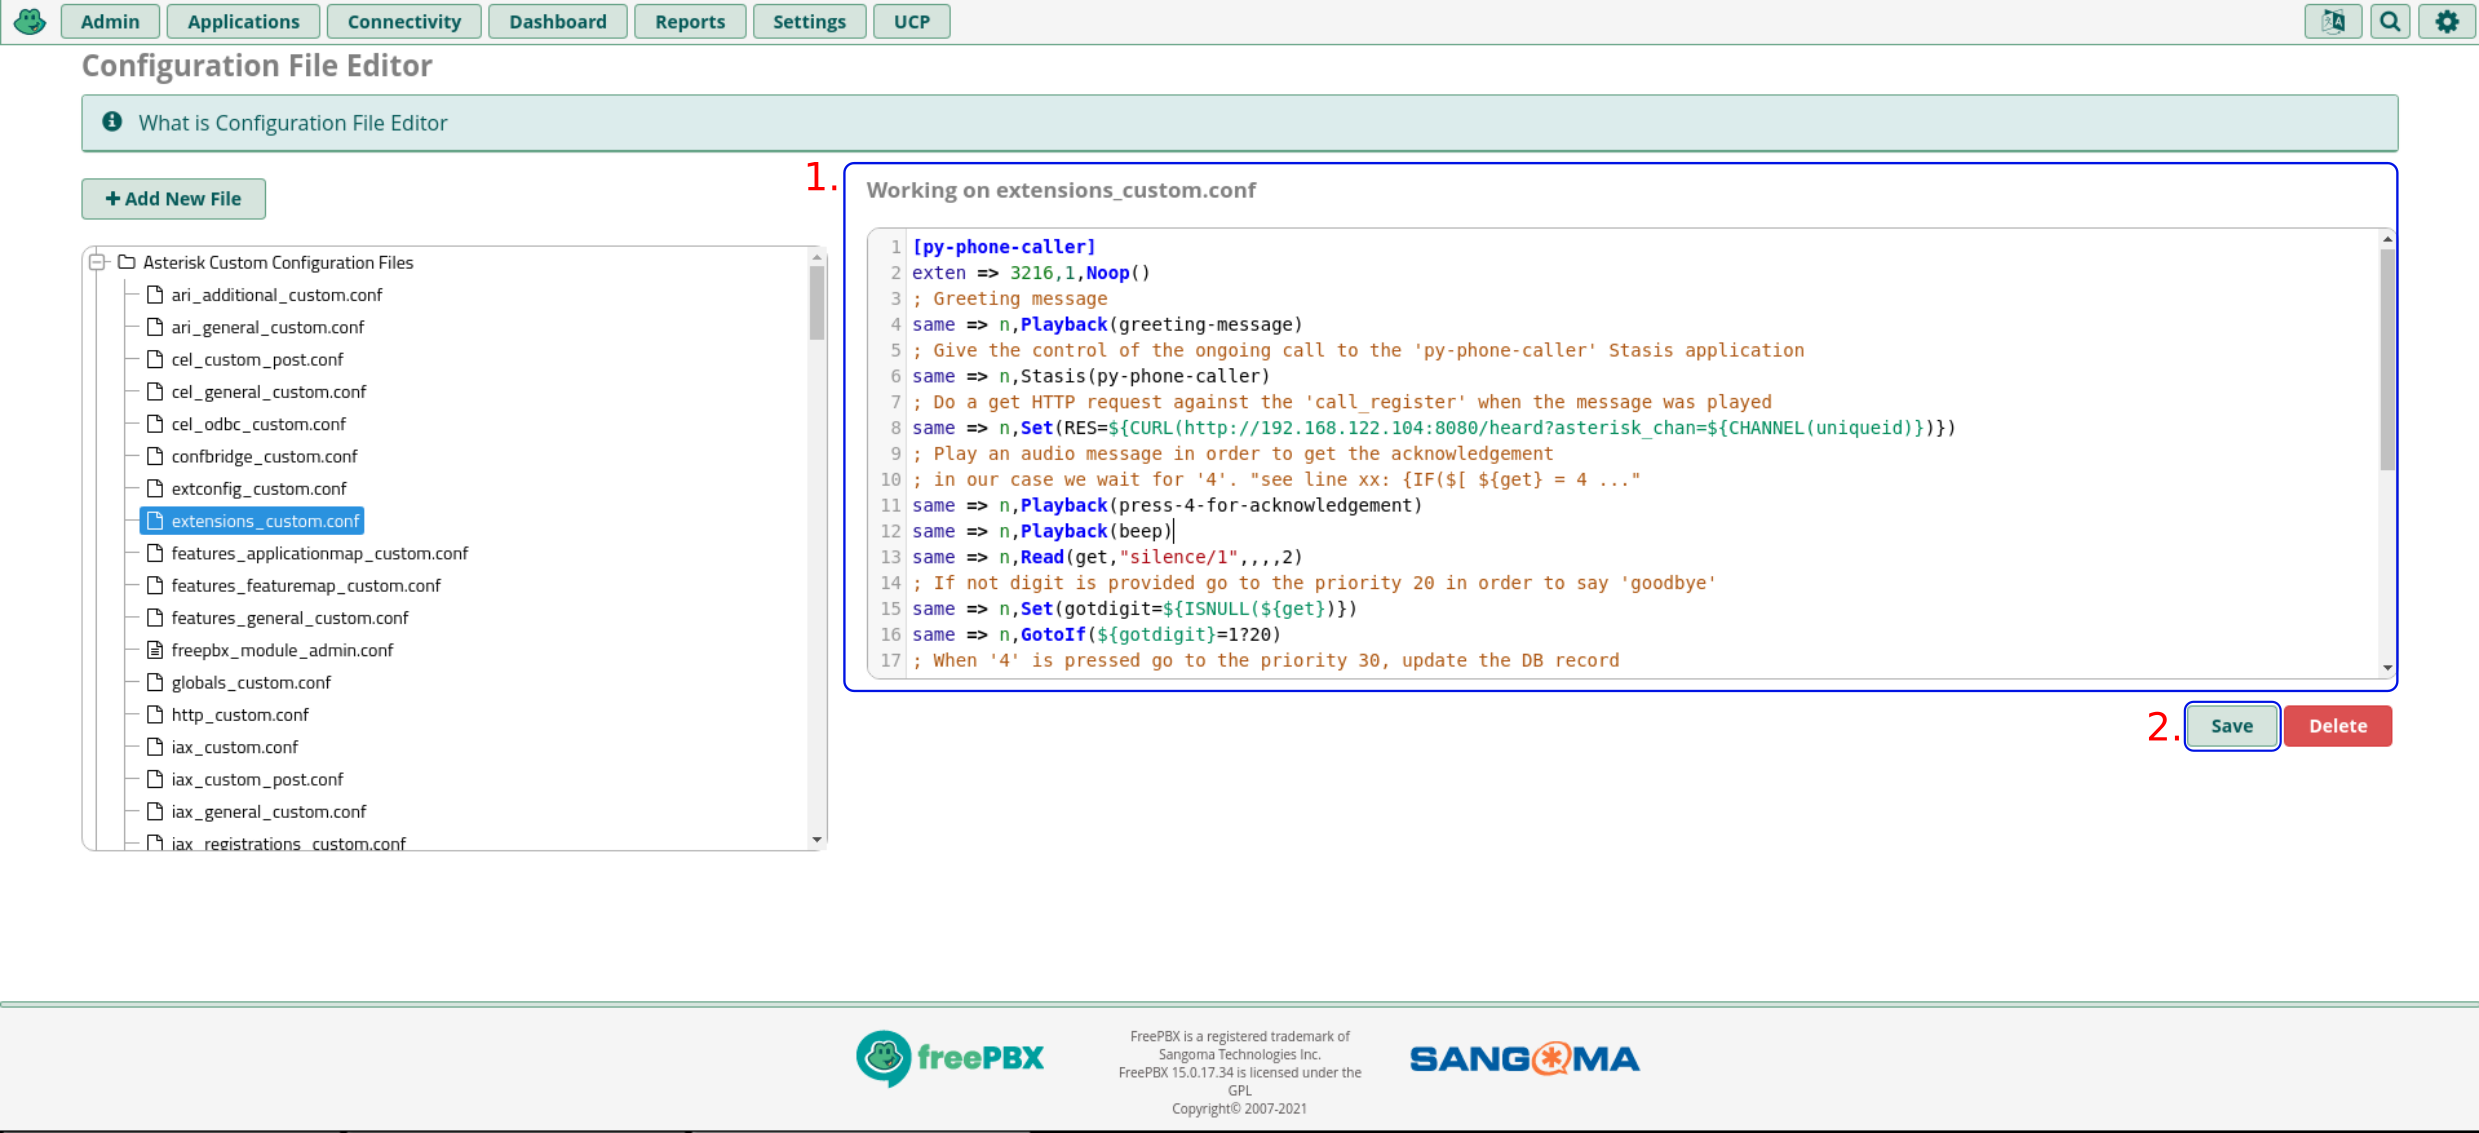 Admin
Applications
Connectivity
Dashboard
Reports
Settings
UCP
Configuration File Editor
What is Configuration File Editor
+ Add New File
Asterisk Custom Configuration Files
ari_additional_custom.conf
ari_general_custom.conf
cel_custom_post.conf
cel_general_custom.conf
cel_odbc_custom.conf
confbridge_custom.conf
extconfig_custom.conf
extensions_custom.conf
features_applicationmap_custom.conf
features_featuremap_custom.conf
features_general_custom.conf
freepbx_module_admin.conf
globals_custom.conf
http_custom.conf
iax_custom.conf
iax_custom_post.conf
iax_general_custom.conf
iax_registrations_custom.conf
1.
Working on extensions_custom.conf
1 [py-phone-caller]
2 exten => 3216,1,Noop()
3 ; Greeting message
4 same => n,Playback(greeting-message)
5 ; Give the control of the ongoing call to the 'py-phone-caller' Stasis application
6 same => n,Stasis(py-phone-caller)
7 ; Do a get HTTP request against the 'call_register' when the message was played
8 same => n,Set(RES=${CURL(http://192.168.122.104:8080/heard?asterisk_chan=${CHANNEL(uniqueid)})})
9 ; Play an audio message in order to get the acknowledgement
10 ; in our case we wait for '4'. "see line xx: {IF($[ ${get} = 4 ..."
11 same => n,Playback(press-4-for-acknowledgement)
12 same => n,Playback(beep)
13 same => n,Read(get,"silence/1",,,,2)
14 ; If not digit is provided go to the priority 20 in order to say 'goodbye'
15 same => n,Set(gotdigit=${ISNULL(${get})})
16 same => n,GotoIf(${gotdigit}=1?20)
17 ; When '4' is pressed go to the priority 30, update the DB record
2.
Save
Delete
freePBX
FreePBX is a registered trademark of
Sangoma Technologies Inc.
FreePBX 15.0.17.34 is licensed under the
GPL
Copyright© 2007-2021
SANGOMA